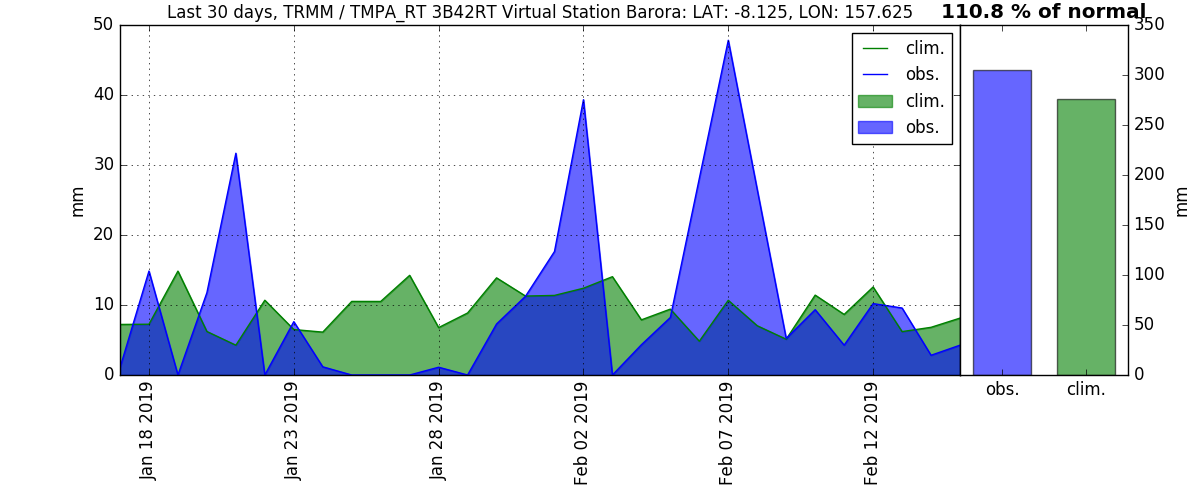 Last 30 days, TRMM / TMPA_RT 3B42RT Virtual Station Barora: LAT: -8.125, LON: 157.625
110.8 % of normal
50
40
30
20
10
0
mm
clim.
obs.
clim.
obs.
350
300
250
200
150
100
50
0
mm
Jan 18 2019
Jan 23 2019
Jan 28 2019
Feb 02 2019
Feb 07 2019
Feb 12 2019
obs.
clim.